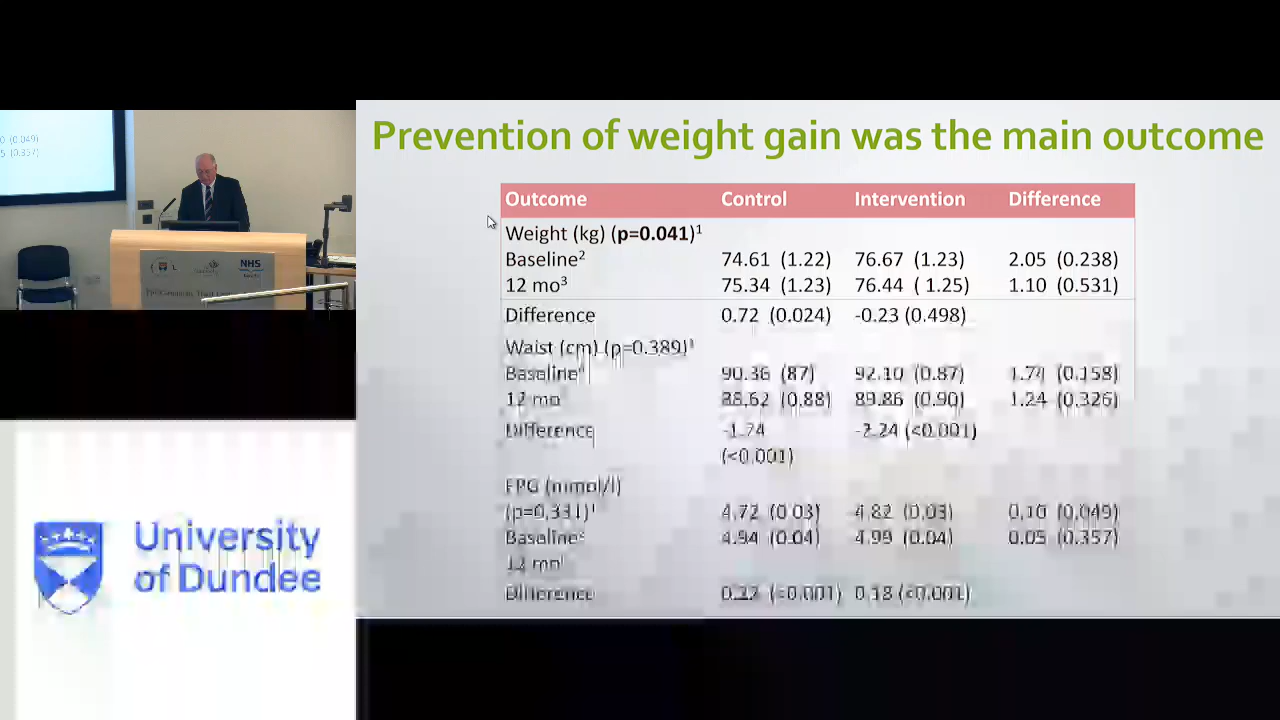 Prevention of weight gain was the main outcome
Outcome Control Intervention Difference
Weight (kg) (p=0.041)¹
Baseline² 74.61 (1.22) 76.67 (1.23) 2.05 (0.238)
12 mo³ 75.34 (1.23) 76.44 ( 1.25) 1.10 (0.531)
Difference 0.72 (0.024) -0.23 (0.498)
Waist (cm) (p=0.389)¹
Baseline 90.36 (87) 92.10 (0.87) 1.74 (0.158)
12 mo 88.62 (0.88) 89.86 (0.90) 1.24 (0.326)
Difference -1.74 -2.24 (<0.001)
(<0.001)
FPG (mmol/l)
(p=0.331)¹ 4.72 (0.03) 4.82 (0.03) 0.10 (0.049)
Baseline 4.94 (0.04) 4.99 (0.04) 0.05 (0.357)
12 mo
Difference 0.22 (<0.001) 0.18 (<0.001)
0 (0.049)
5 (0.357)
NHS
University
of Dundee